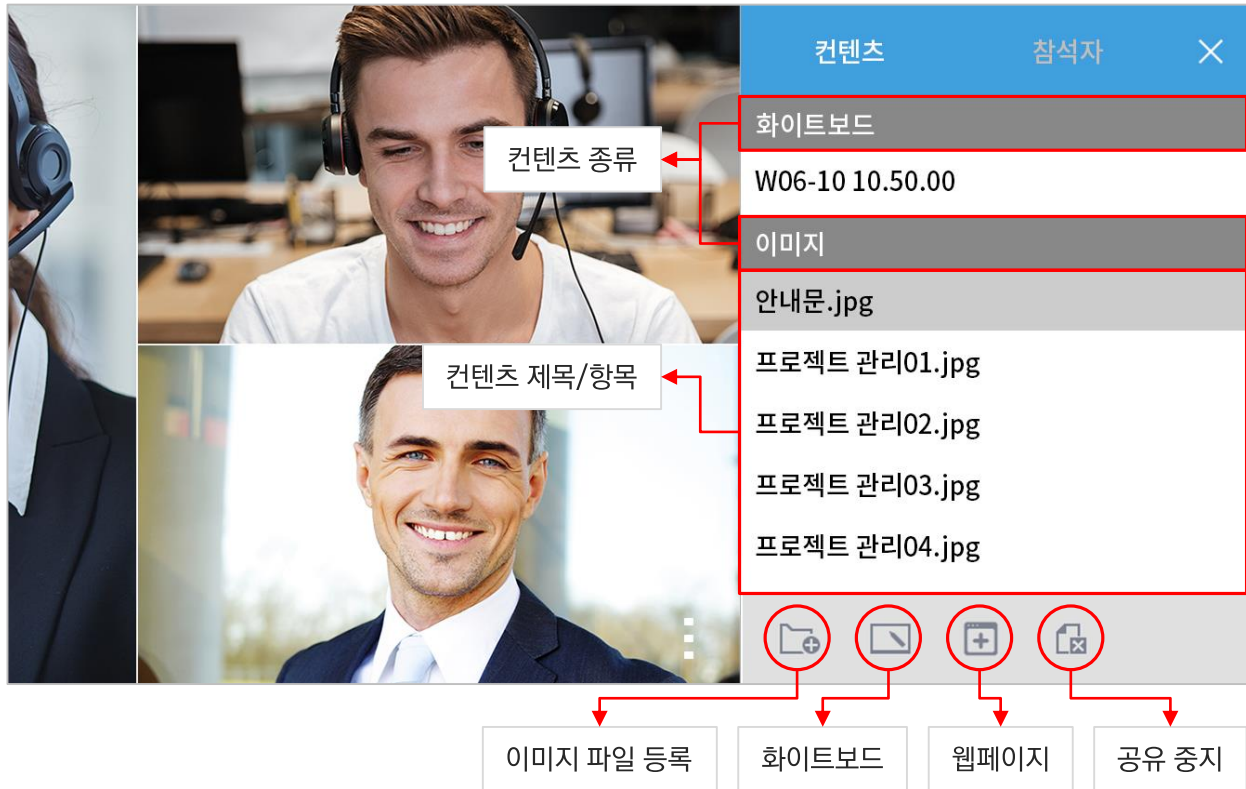 컨텐츠 참석자
화이트보드
컨텐츠 종류
W06-10 10.50.00
이미지
안내문.jpg
프로젝트 관리01.jpg
컨텐츠 제목/항목
프로젝트 관리02.jpg
프로젝트 관리03.jpg
프로젝트 관리04.jpg
이미지 파일 등록 화이트보드 웹페이지 공유 중지